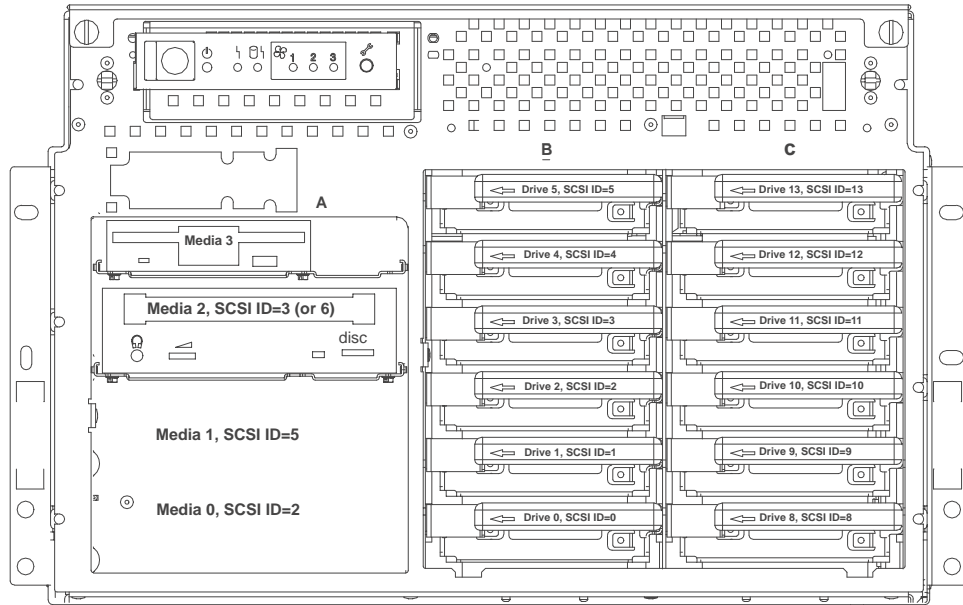 1 2 3
B C
A
Media 3
Media 2, SCSI ID=3 (or 6)
disc
Media 1, SCSI ID=5
Media 0, SCSI ID=2
Drive 5, SCSI ID=5
Drive 4, SCSI ID=4
Drive 3, SCSI ID=3
Drive 2, SCSI ID=2
Drive 1, SCSI ID=1
Drive 0, SCSI ID=0
Drive 13, SCSI ID=13
Drive 12, SCSI ID=12
Drive 11, SCSI ID=11
Drive 10, SCSI ID=10
Drive 9, SCSI ID=9
Drive 8, SCSI ID=8